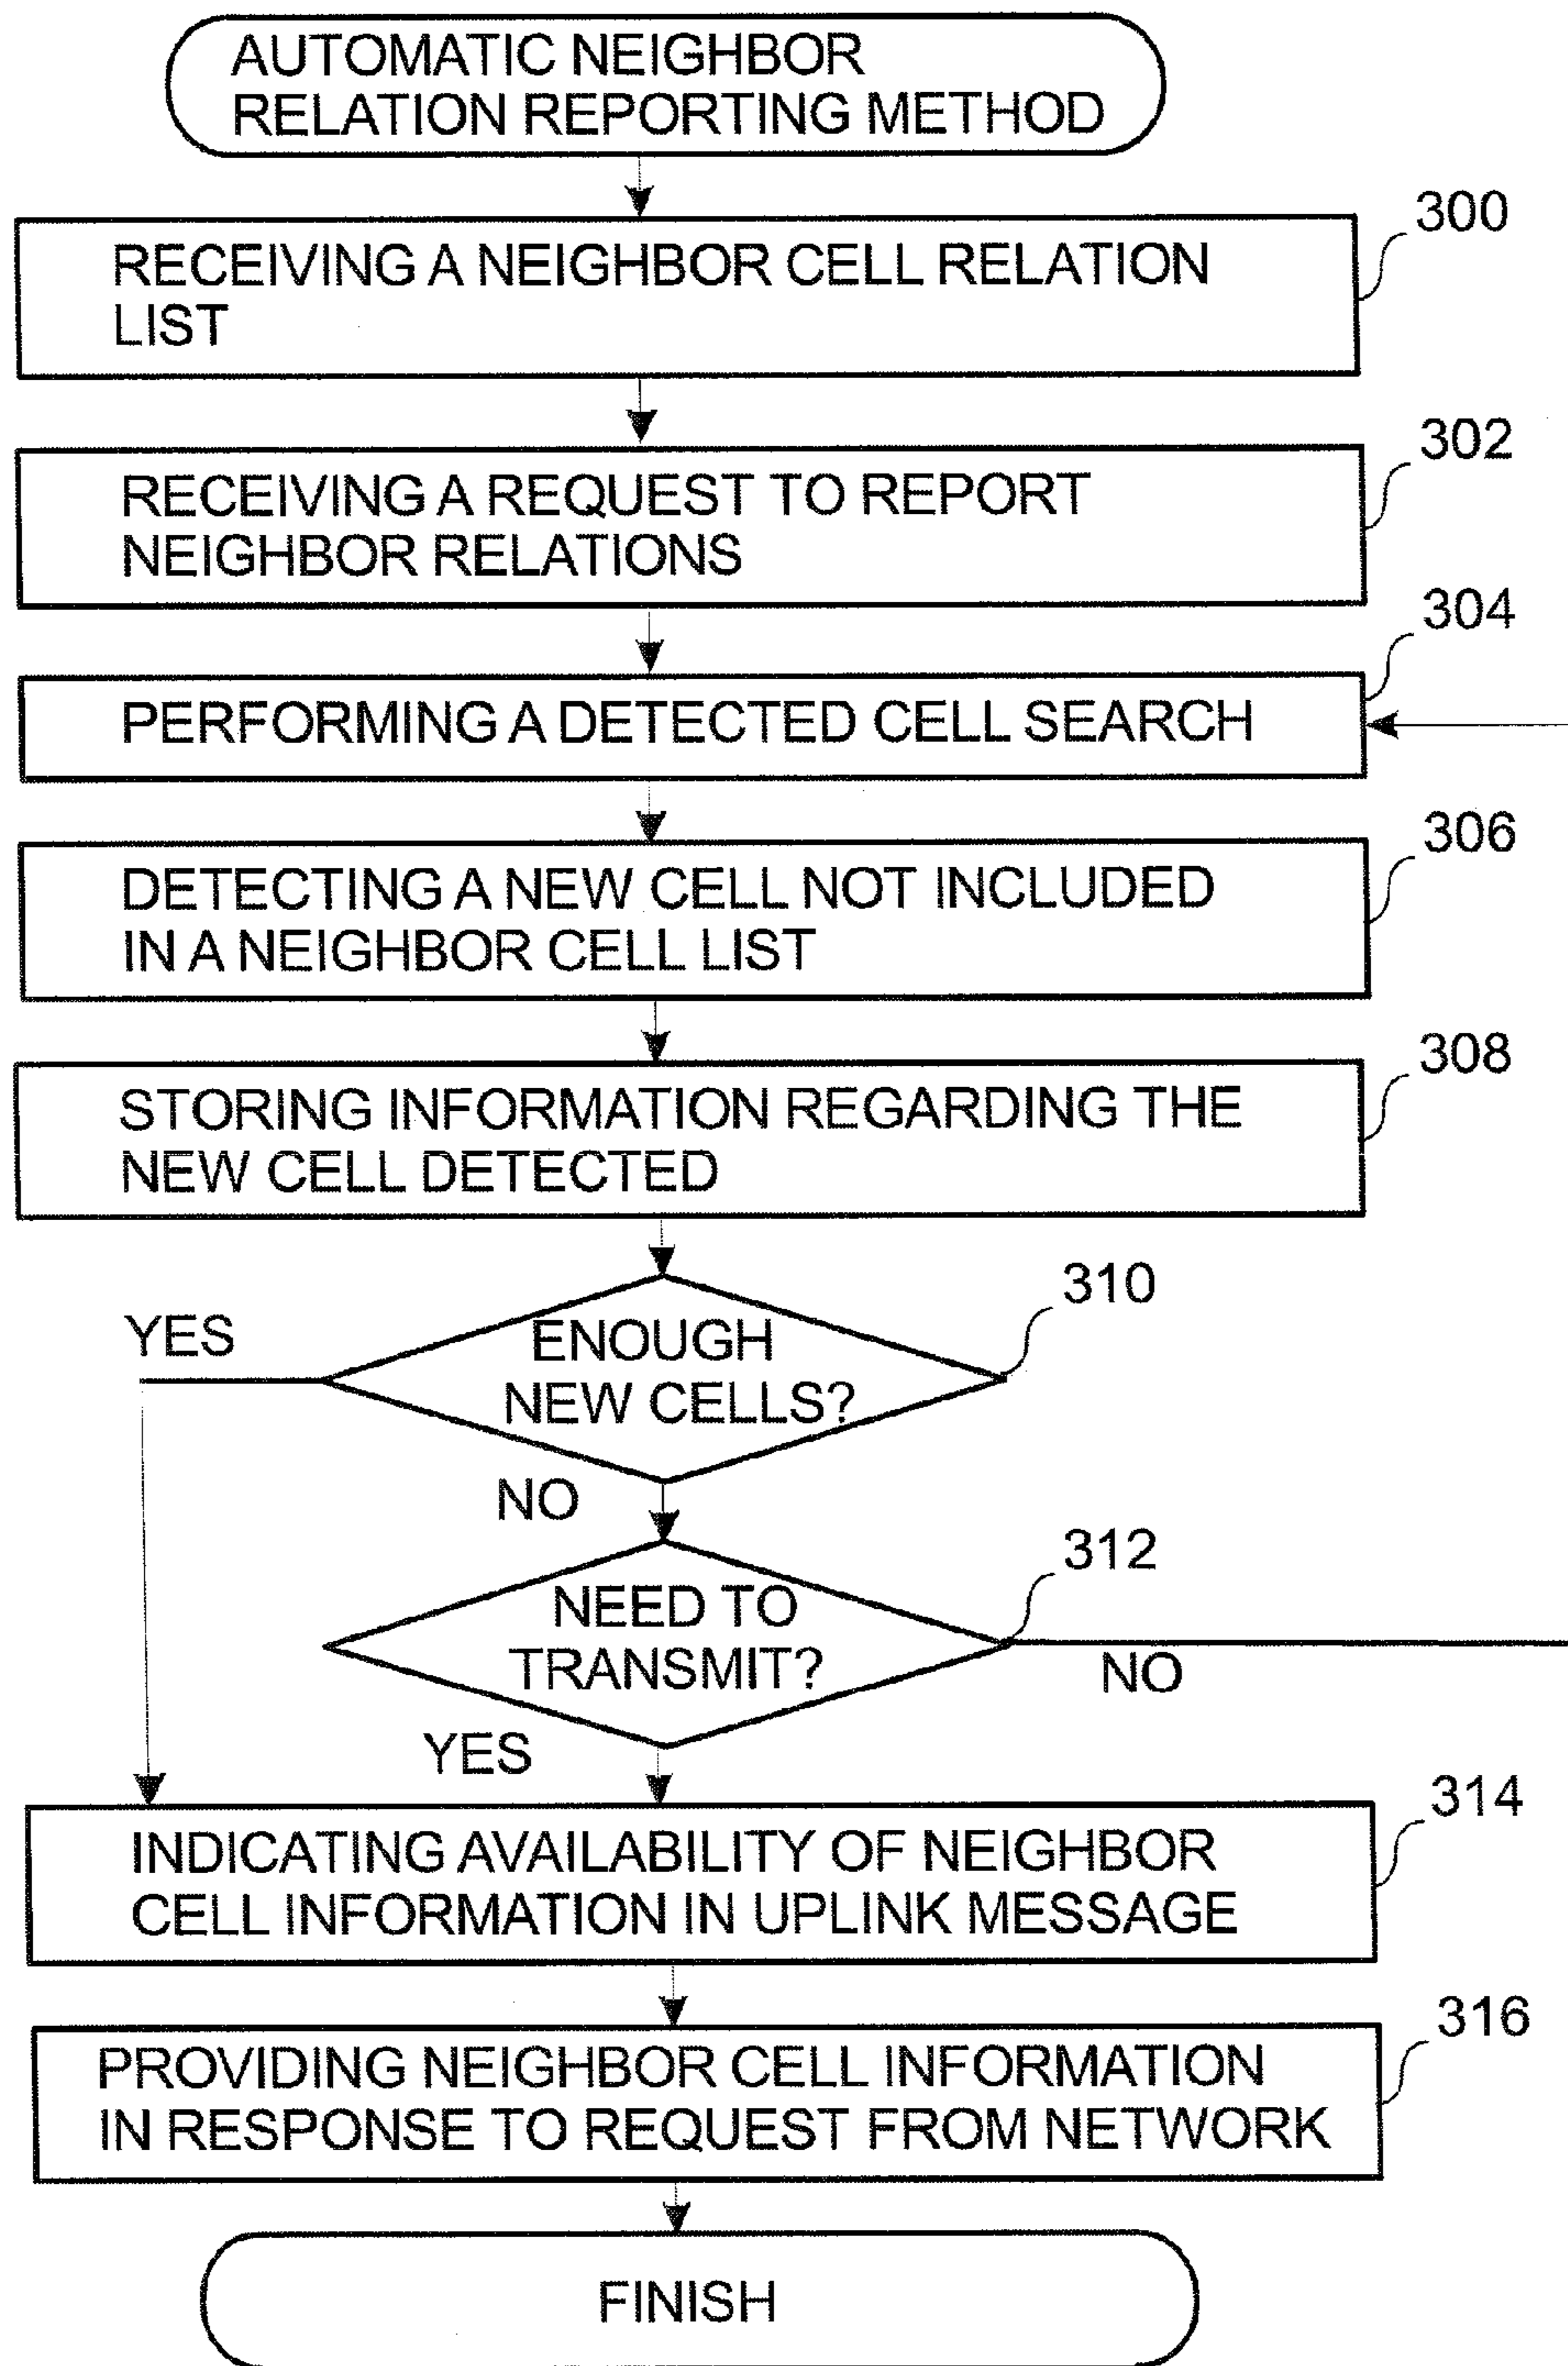 AUTOMATIC NEIGHBOR
RELATION REPORTING METHOD
300
RECEIVING A NEIGHBOR CELL RELATION
LIST
302
RECEIVING A REQUEST TO REPORT
NEIGHBOR RELATIONS
304
PERFORMING A DETECTED CELL SEARCH
306
DETECTING A NEW CELL NOT INCLUDED
IN A NEIGHBOR CELL LIST
308
STORING INFORMATION REGARDING THE
NEW CELL DETECTED
310
YES
ENOUGH
NEW CELLS?
NO
312
NEED TO
TRANSMIT?
NO
YES
314
INDICATING AVAILABILITY OF NEIGHBOR
CELL INFORMATION IN UPLINK MESSAGE
316
PROVIDING NEIGHBOR CELL INFORMATION
IN RESPONSE TO REQUEST FROM NETWORK
FINISH